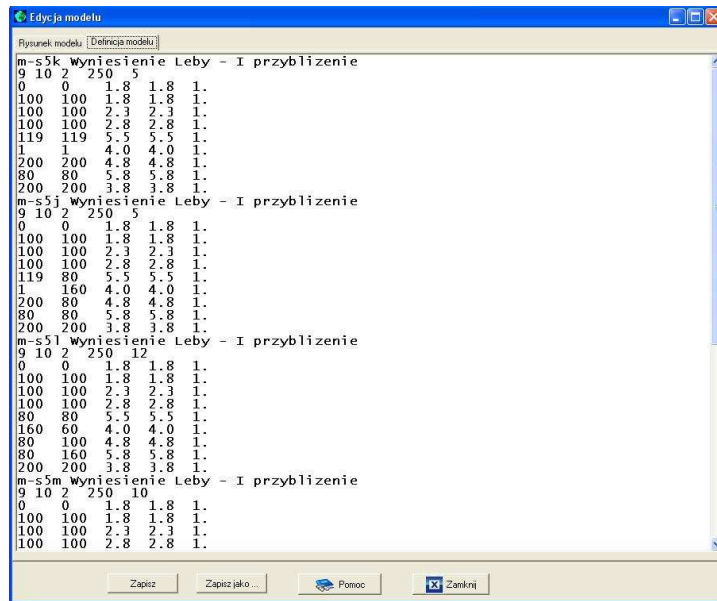 Edycja modelu
Rysunek modelu Definicja modelu
m-s5k Wyniesienie Leby - I przyblizenie
9 10 2 250 5
0 0 1.8 1.8 1.
100 100 1.8 1.8 1.
100 100 2.3 2.3 1.
100 100 2.8 2.8 1.
119 119 5.5 5.5 1.
1 1 4.0 4.0 1.
200 200 4.8 4.8 1.
80 80 5.8 5.8 1.
200 200 3.8 3.8 1.
m-s5j Wyniesienie Leby - I przyblizenie
9 10 2 250 5
0 0 1.8 1.8 1.
100 100 1.8 1.8 1.
100 100 2.3 2.3 1.
100 100 2.8 2.8 1.
119 80 5.5 5.5 1.
1 160 4.0 4.0 1.
200 80 4.8 4.8 1.
80 80 5.8 5.8 1.
200 200 3.8 3.8 1.
m-s5l Wyniesienie Leby - I przyblizenie
9 10 2 250 12
0 0 1.8 1.8 1.
100 100 1.8 1.8 1.
100 100 2.3 2.3 1.
100 100 2.8 2.8 1.
80 80 5.5 5.5 1.
160 60 4.0 4.0 1.
80 100 4.8 4.8 1.
80 160 5.8 5.8 1.
200 200 3.8 3.8 1.
m-s5m Wyniesienie Leby - I przyblizenie
9 10 2 250 10
0 0 1.8 1.8 1.
100 100 1.8 1.8 1.
100 100 2.3 2.3 1.
100 100 2.8 2.8 1.
Zapisz Zapisz jako ... Pomoc Zamknij